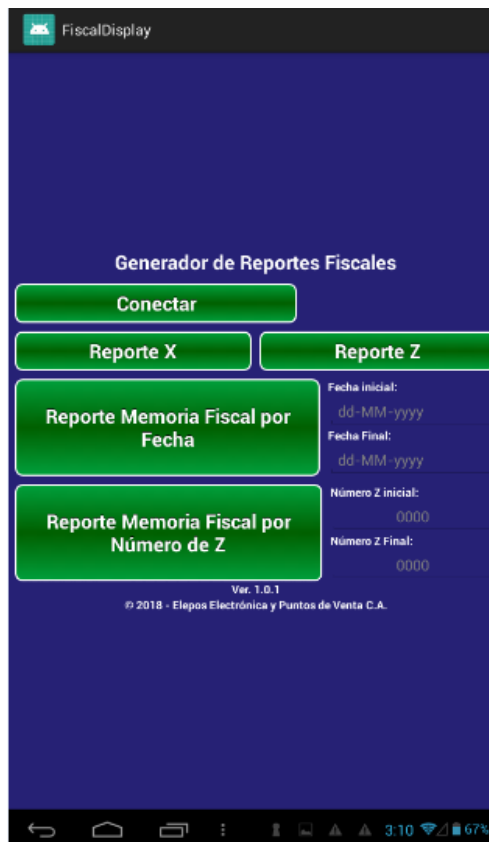 FiscalDisplay
Generador de Reportes Fiscales
Conectar
Reporte X
Reporte Z
Reporte Memoria Fiscal por
Fecha
Fecha inicial:
dd-MM-yyyy
Fecha Final:
dd-MM-yyyy
Reporte Memoria Fiscal por
Número de Z
Número Z inicial:
0000
Número Z Final:
0000
Ver. 1.0.1
© 2018 - Elepos Electrónica y Puntos de Venta C.A.
3:10
67%